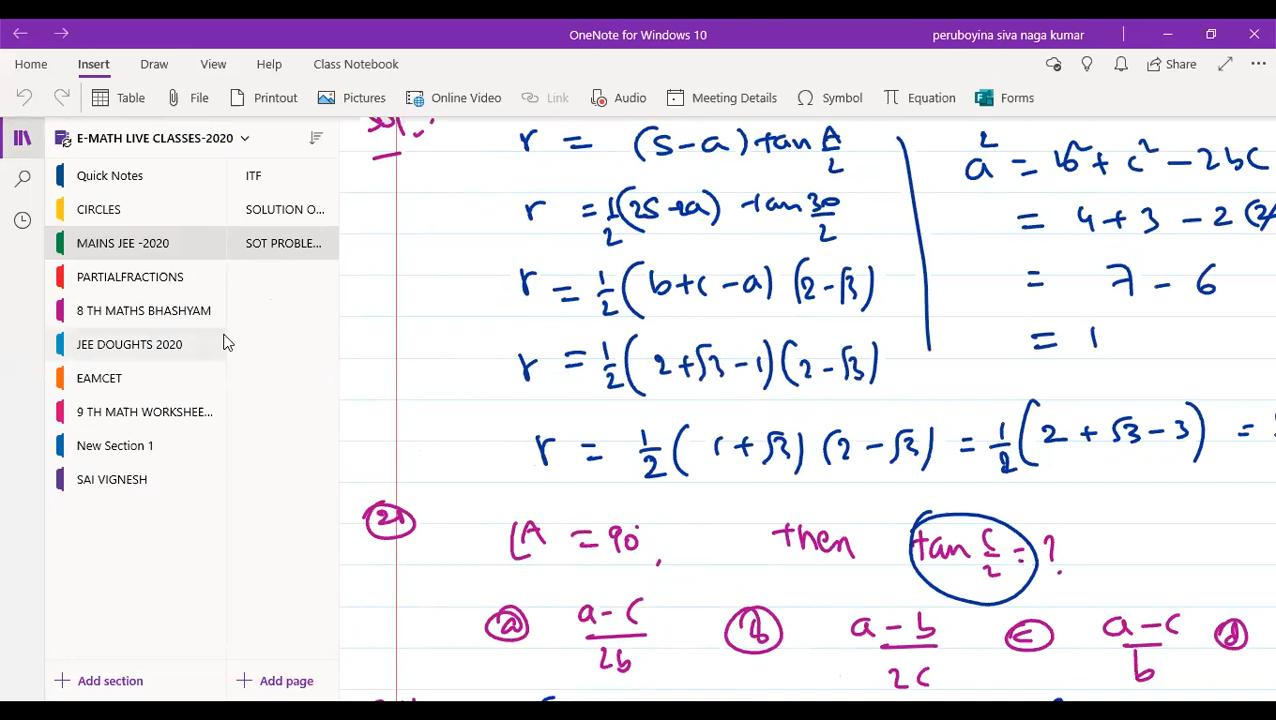 OneNote for Windows 10
peruboyina siva naga kumar
Home Insert Draw View Help Class Notebook
Share
Table File Printout Pictures Online Video Link Audio Meeting Details Symbol Equation Forms
E-MATH LIVE CLASSES-2020
Quick Notes
CIRCLES
MAINS JEE -2020
PARTIALFRACTIONS
8 TH MATHS BHASHYAM
JEE DOUGHTS 2020
EAMCET
9 TH MATH WORKSHEE...
New Section 1
SAI VIGNESH
Add section
ITF
SOLUTION O...
SOT PROBLE...
Add page
r = (s-a) tan A/2
r = 1/2 (2s-2a) tan 30/2
r = 1/2 (b+c-a) (2-√3)
r = 1/2 (2+√3-1)(2-√3)
a² = b² + c² - 2bc
= 4 + 3 - 2
= 7 - 6
= 1
r = 1/2 (1+√3) (2-√3) = 1/2 (2+√3-3) =
21 ∠A = 90°, then tan C/2 = ?
a (a-c)/2b b (a-b)/2c c (a-c)/b d